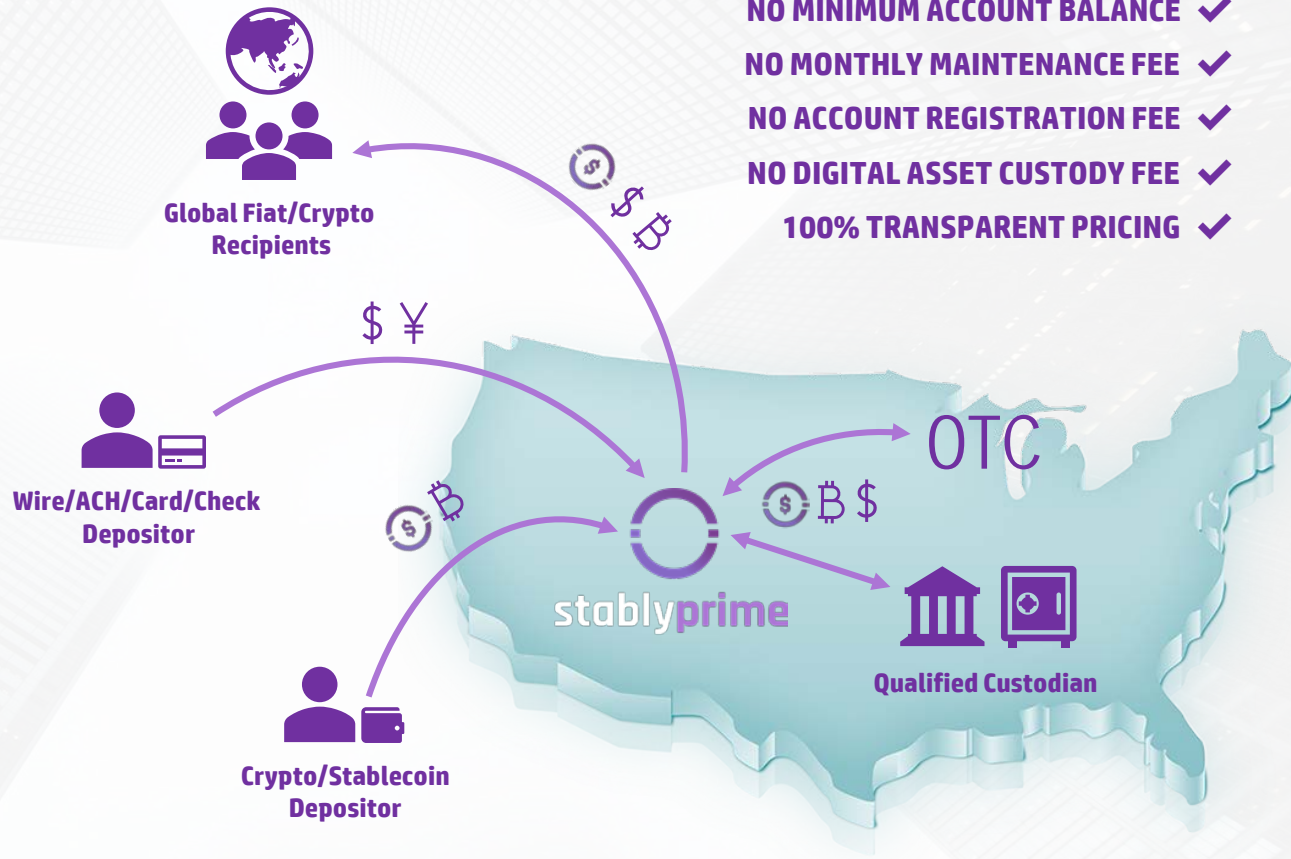 NO MINIMUM ACCOUNT BALANCE
NO MONTHLY MAINTENANCE FEE
NO ACCOUNT REGISTRATION FEE
NO DIGITAL ASSET CUSTODY FEE
100% TRANSPARENT PRICING
Global Fiat/Crypto
Recipients
$ ₿
$ ¥
Wire/ACH/Card/Check
Depositor
$ ₿
OTC
$ ₿ $
stablyprime
Qualified Custodian
Crypto/Stablecoin
Depositor